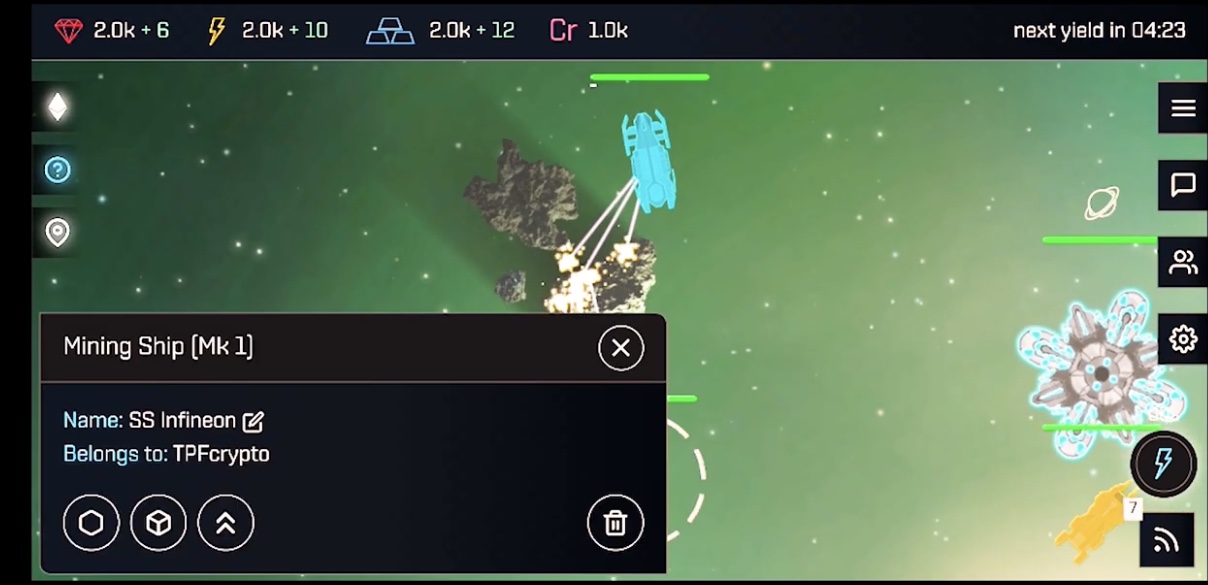 2.0k + 6 2.0k + 10 2.0k + 12 Cr 1.0k next yield in 04:23
Mining Ship [Mk 1]
Name: SS Infineon
Belongs to: TPFcrypto
7